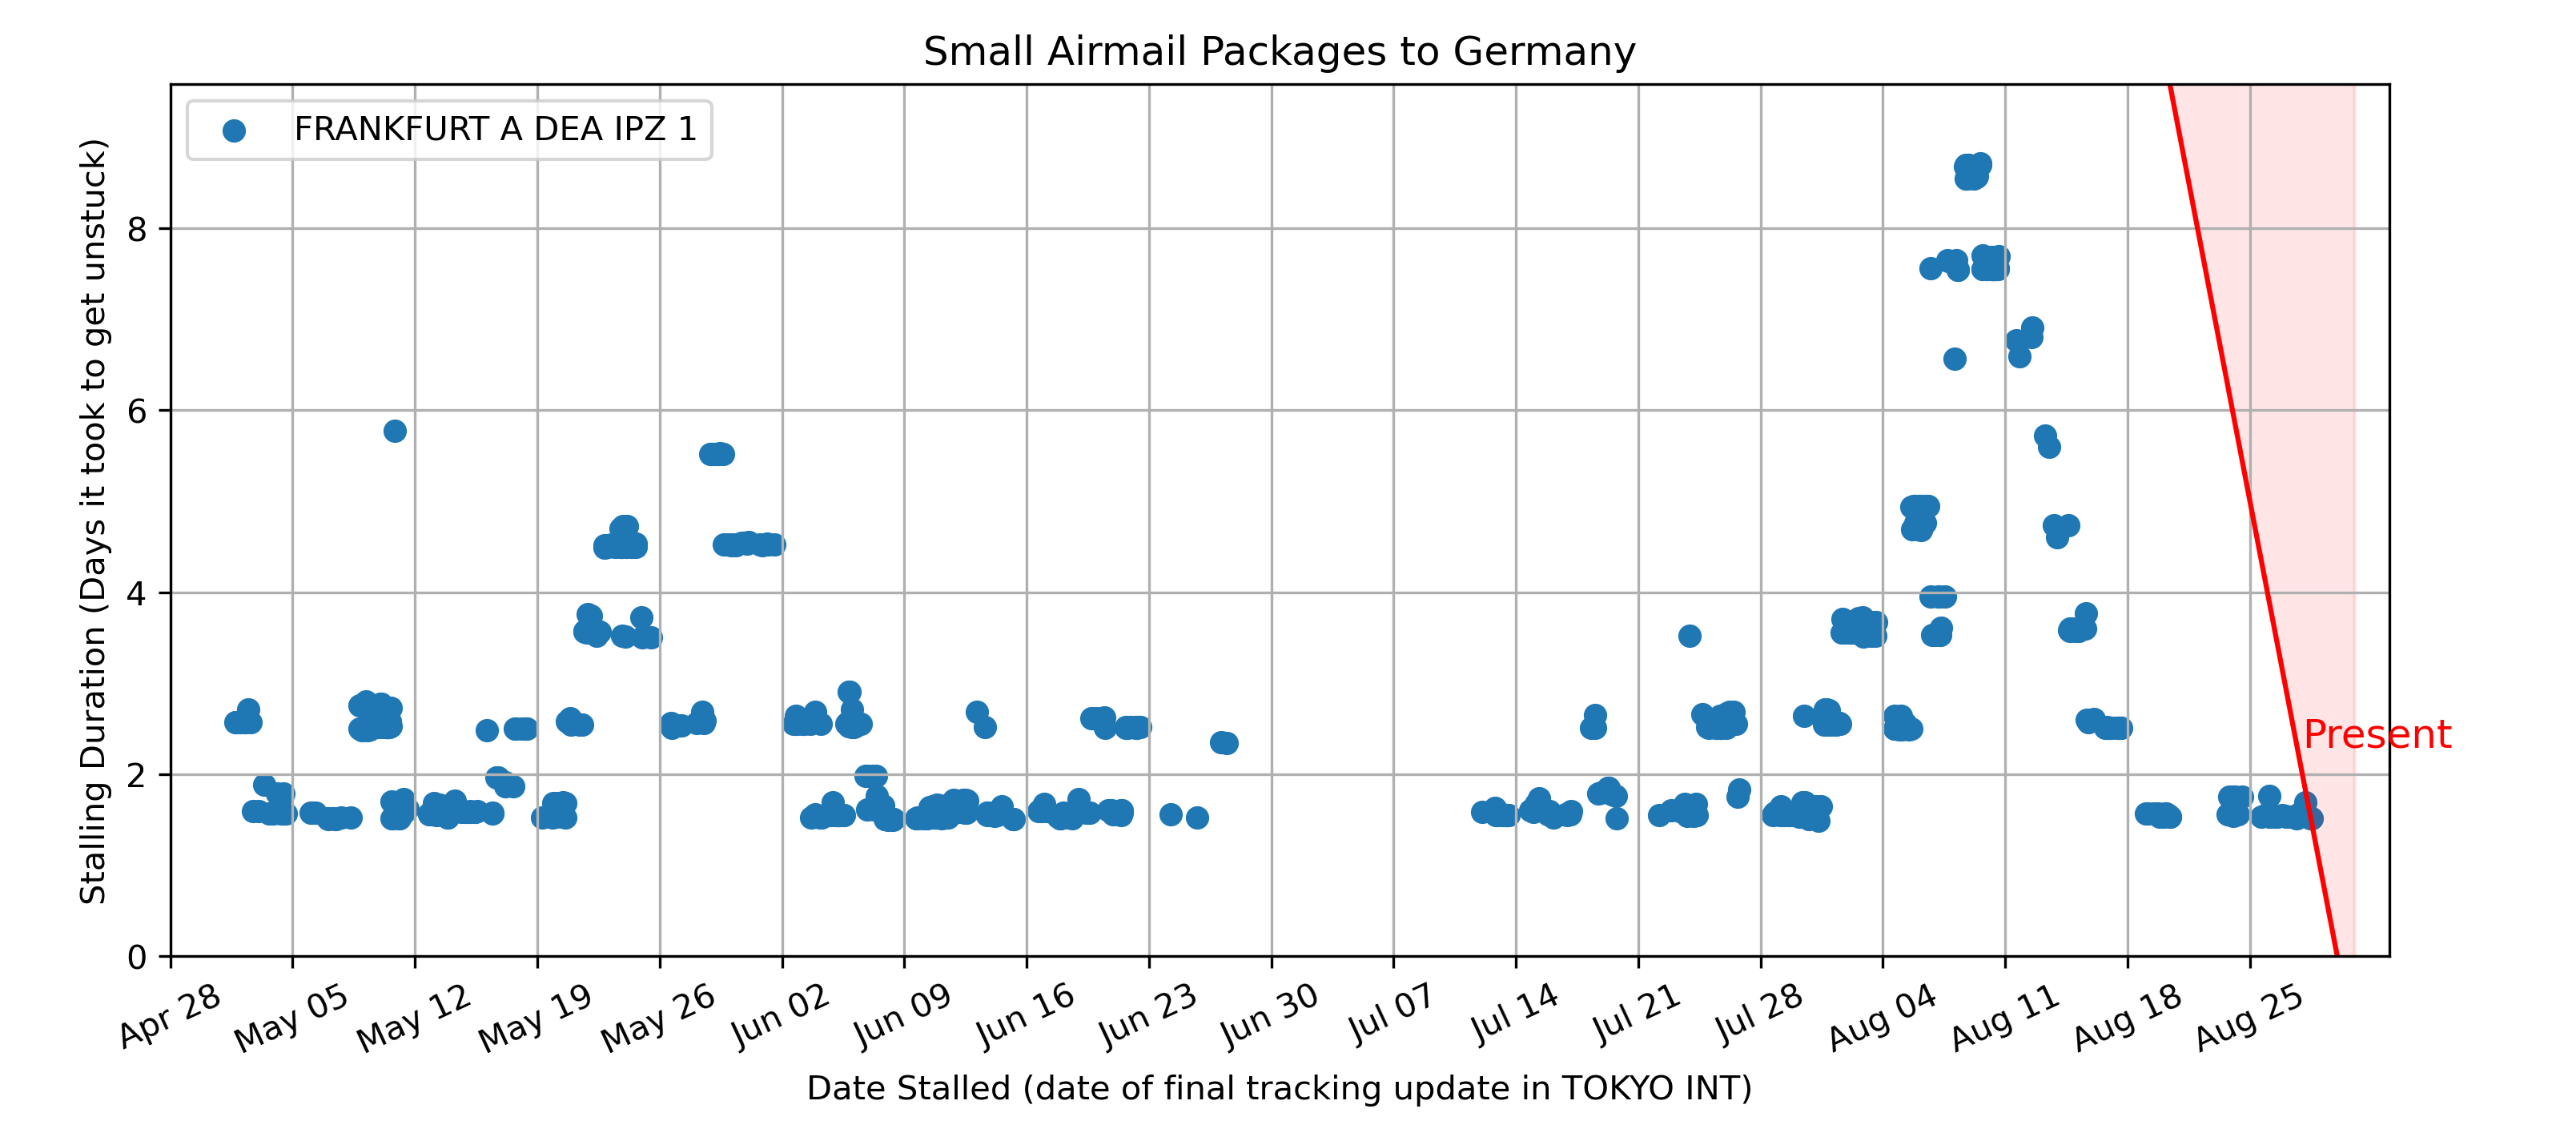 Small Airmail Packages to Germany
FRANKFURT A DEA IPZ 1
Stalling Duration (Days it took to get unstuck)
8
6
4
2
0
Present
Apr 28
May 05
May 12
May 19
May 26
Jun 02
Jun 09
Jun 16
Jun 23
Jun 30
Jul 07
Jul 14
Jul 21
Jul 28
Aug 04
Aug 11
Aug 18
Aug 25
Date Stalled (date of final tracking update in TOKYO INT)